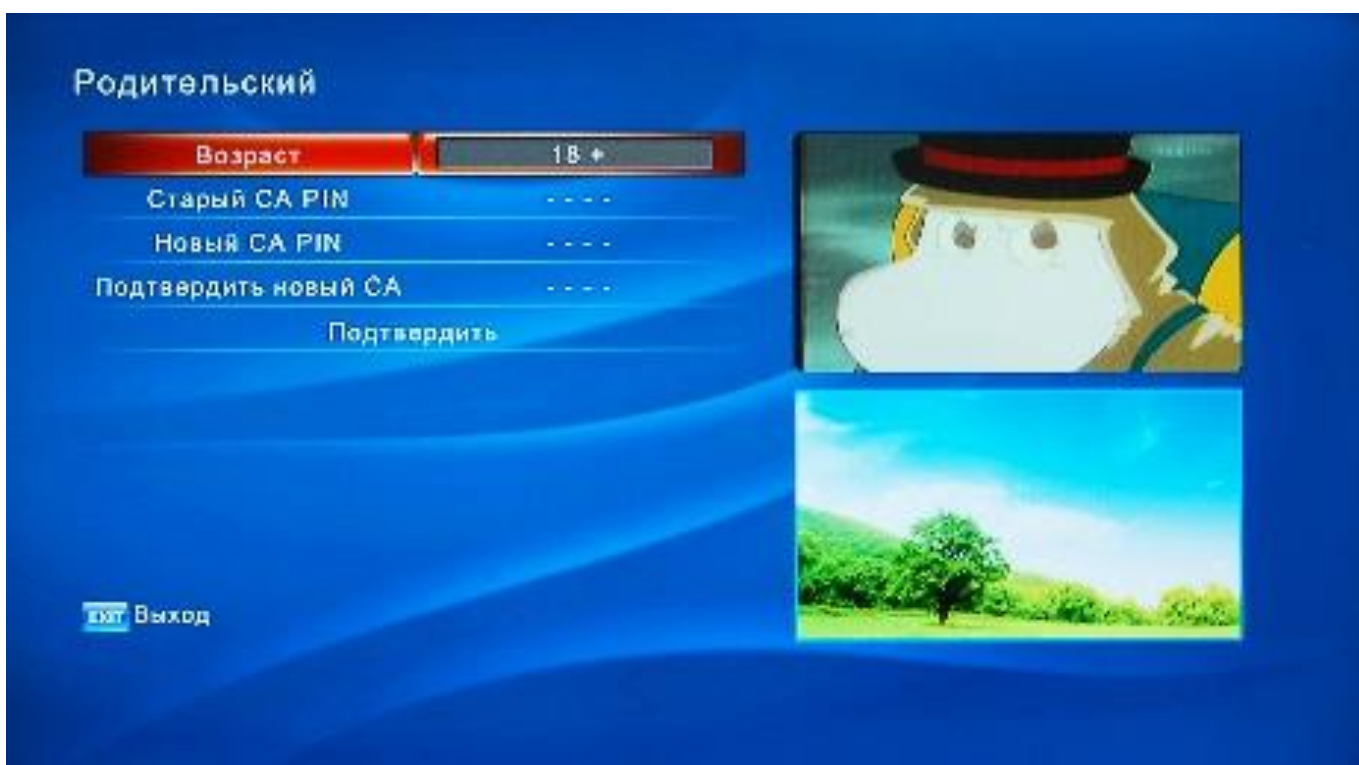 Родительский
Возраст 18 +
Старый CA PIN - - - -
Новый CA PIN - - - -
Подтвердить новый CA - - - -
Подтвердить
EXIT Выход